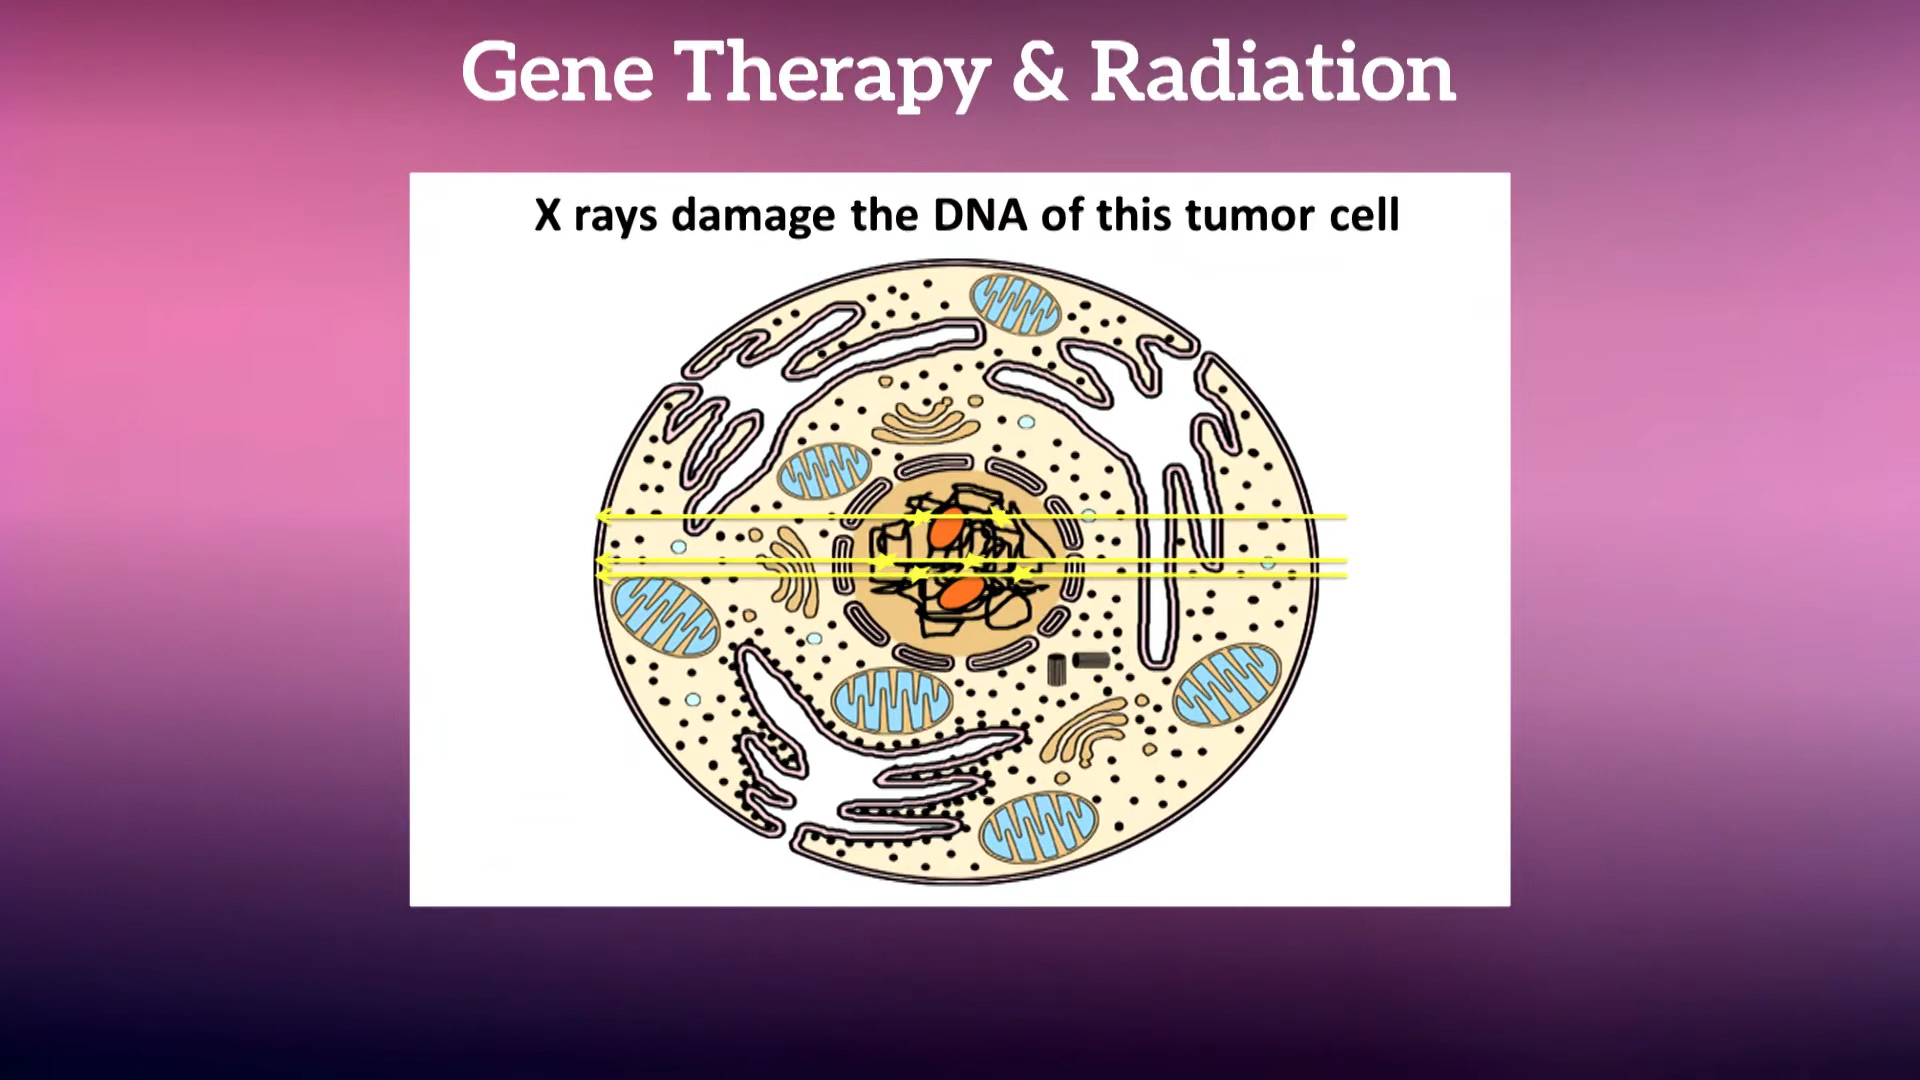 Gene Therapy & Radiation
X rays damage the DNA of this tumor cell